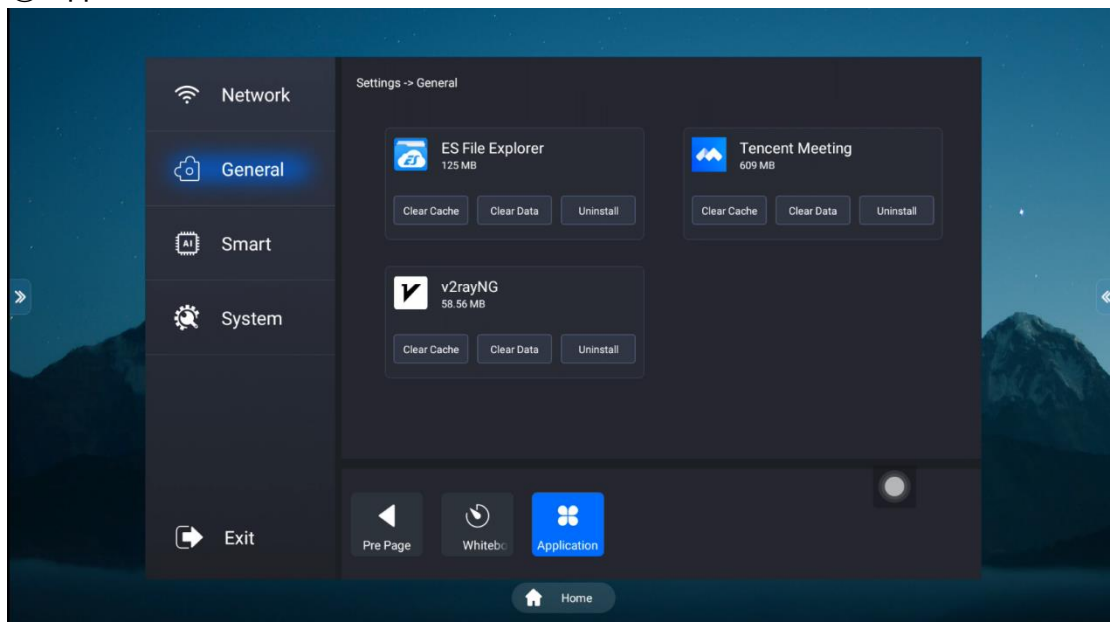 Network
General
Smart
System
Exit
Settings -> General
ES File Explorer
125 MB
Clear Cache Clear Data Uninstall
Tencent Meeting
609 MB
Clear Cache Clear Data Uninstall
v2rayNG
58.56 MB
Clear Cache Clear Data Uninstall
Pre Page
Whitebo
Application
Home